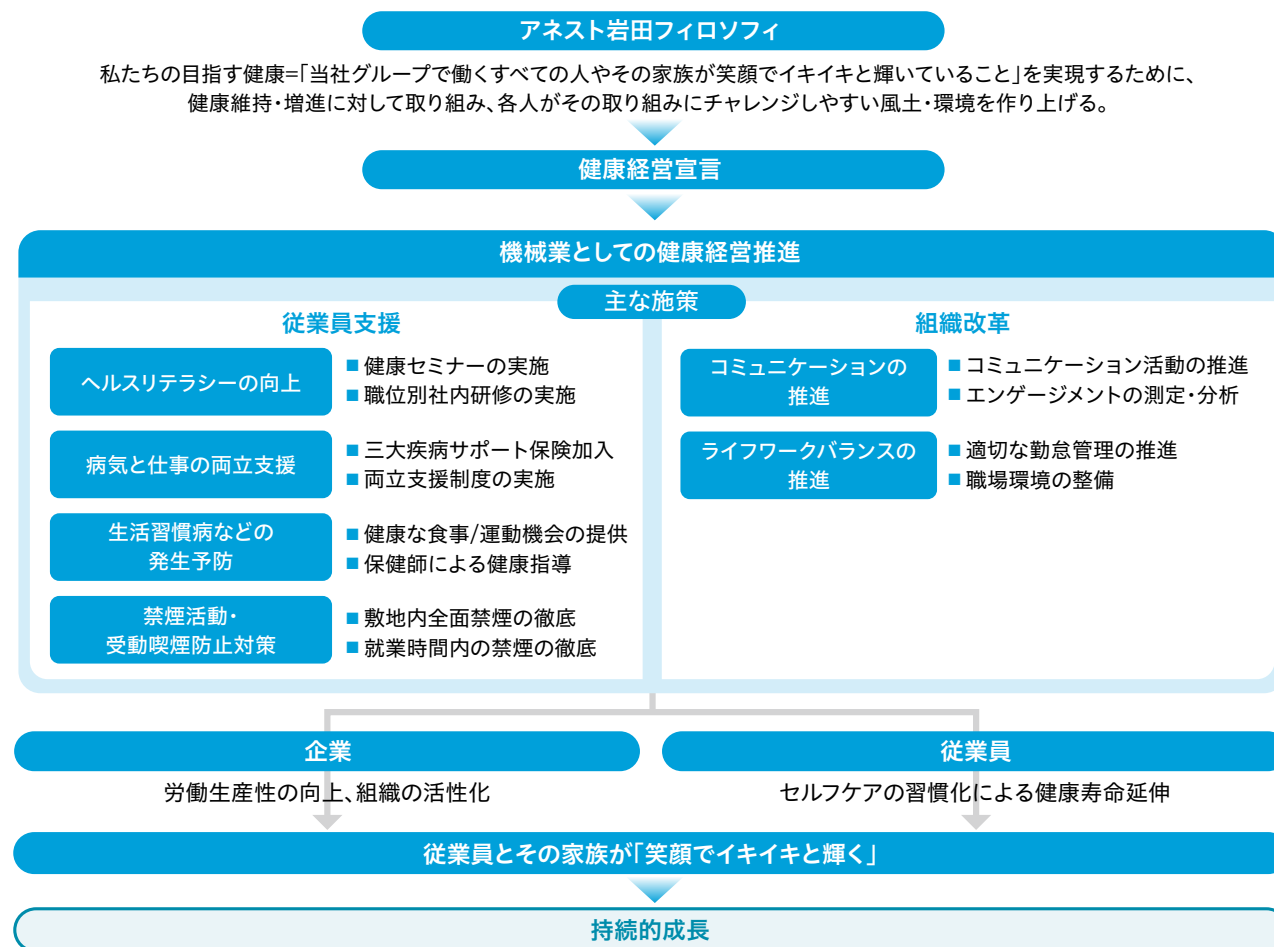 アネスト岩田フィロソフィ
私たちの目指す健康=「当社グループで働くすべての人やその家族が笑顔でイキイキと輝いていること」を実現するために、
健康維持・増進に対して取り組み、各人がその取り組みにチャレンジしやすい風土・環境を作り上げる。
健康経営宣言
機械業としての健康経営推進
主な施策
従業員支援
ヘルスリテラシーの向上
■ 健康セミナーの実施
■ 職位別社内研修の実施
病気と仕事の両立支援
■ 三大疾病サポート保険加入
■ 両立支援制度の実施
生活習慣病などの
発生予防
■ 健康な食事/運動機会の提供
■ 保健師による健康指導
禁煙活動・
受動喫煙防止対策
■ 敷地内全面禁煙の徹底
■ 就業時間内の禁煙の徹底
組織改革
コミュニケーションの
推進
■ コミュニケーション活動の推進
■ エンゲージメントの測定・分析
ライフワークバランスの
推進
■ 適切な勤怠管理の推進
■ 職場環境の整備
企業
労働生産性の向上、組織の活性化
従業員
セルフケアの習慣化による健康寿命延伸
従業員とその家族が「笑顔でイキイキと輝く」
持続的成長